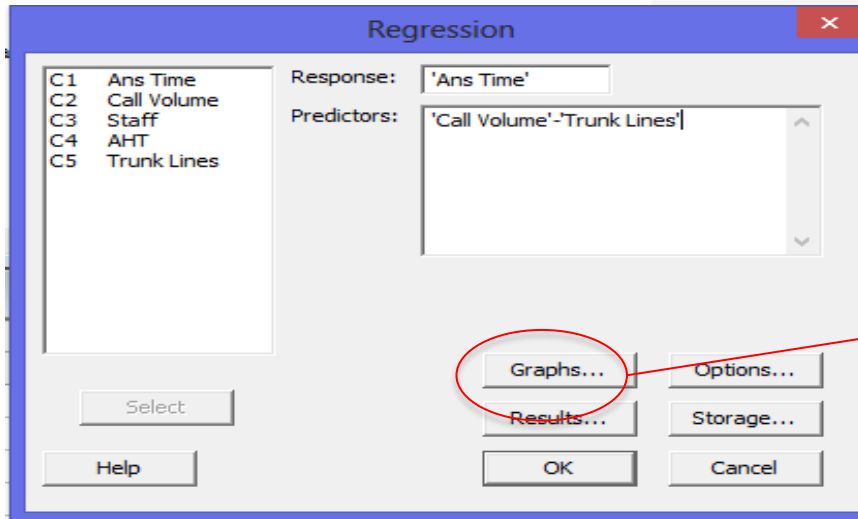 Regression
C1 Ans Time
C2 Call Volume
C3 Staff
C4 AHT
C5 Trunk Lines
Response: 'Ans Time'
Predictors: 'Call Volume'-'Trunk Lines'
Graphs... Options...
Select
Results... Storage...
Help OK Cancel